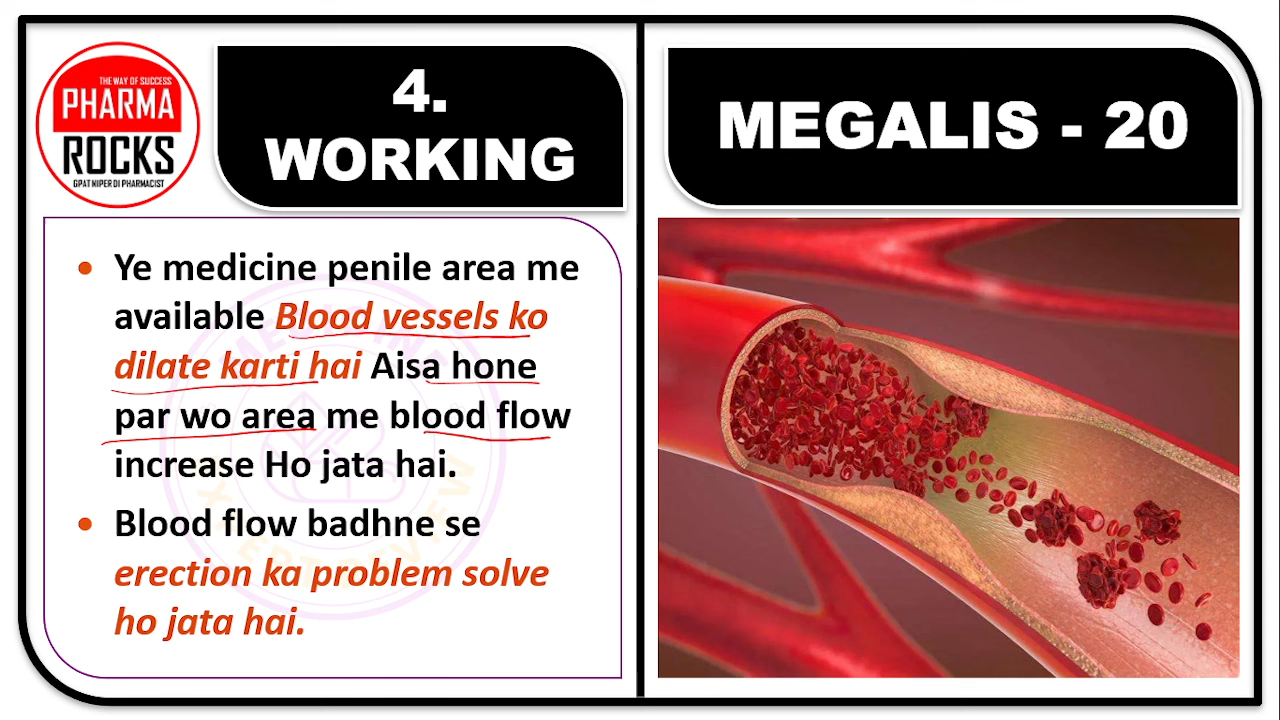 THE WAY OF SUCCESS
PHARMA
ROCKS
GPAT NIPER DI PHARMACIST
4.
WORKING
• Ye medicine penile area me
available Blood vessels ko
dilate karti hai Aisa hone
par wo area me blood flow
increase Ho jata hai.
• Blood flow badhne se
erection ka problem solve
ho jata hai.
MEGALIS - 20